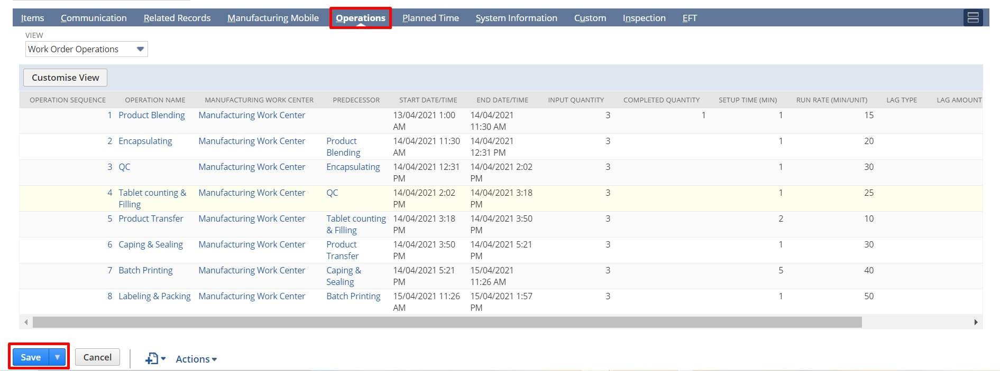 Items Communication Related Records Manufacturing Mobile Operations Planned Time System Information Custom Inspection EFT
VIEW
Work Order Operations
Customise View
OPERATION SEQUENCE OPERATION NAME MANUFACTURING WORK CENTER PREDECESSOR START DATE/TIME END DATE/TIME INPUT QUANTITY COMPLETED QUANTITY SETUP TIME (MIN) RUN RATE (MIN/UNIT) LAG TYPE LAG AMOUNT
1 Product Blending Manufacturing Work Center 13/04/2021 1:00 14/04/2021 3 1 1 15
AM 11:30 AM
2 Encapsulating Manufacturing Work Center Product 14/04/2021 11:30 14/04/2021 3 1 20
Blending AM 12:31 PM
3 QC Manufacturing Work Center Encapsulating 14/04/2021 12:31 14/04/2021 2:02 3 1 30
PM PM
4 Tablet counting & Manufacturing Work Center QC 14/04/2021 2:02 14/04/2021 3:18 3 1 25
Filling PM PM
5 Product Transfer Manufacturing Work Center Tablet counting 14/04/2021 3:18 14/04/2021 3:50 3 2 10
& Filling PM PM
6 Caping & Sealing Manufacturing Work Center Product 14/04/2021 3:50 14/04/2021 5:21 3 1 30
Transfer PM PM
7 Batch Printing Manufacturing Work Center Caping & 14/04/2021 5:21 15/04/2021 3 5 40
Sealing PM 11:26 AM
8 Labeling & Packing Manufacturing Work Center Batch Printing 15/04/2021 11:26 15/04/2021 1:57 3 1 50
AM PM
Save Cancel Actions